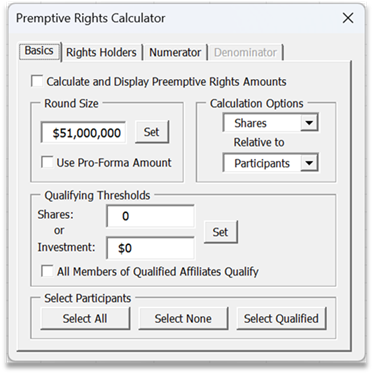 Premptive Rights Calculator
Basics Rights Holders Numerator Denominator
Calculate and Display Preemptive Rights Amounts
Round Size
$51,000,000 Set
Use Pro-Forma Amount
Calculation Options
Shares
Relative to
Participants
Qualifying Thresholds
Shares: 0
or
Investment: $0
Set
All Members of Qualified Affiliates Qualify
Select Participants
Select All Select None Select Qualified